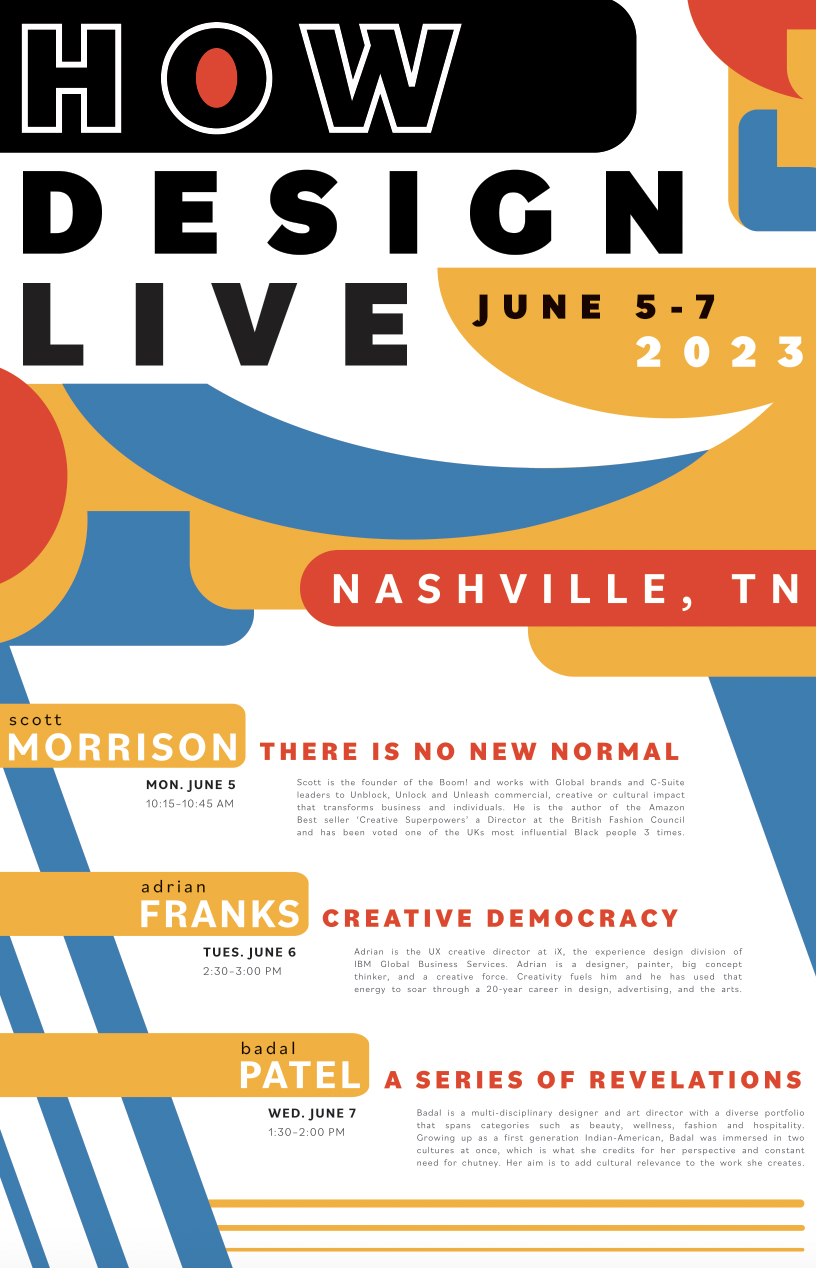 HOW
DESIGN
LIVE
JUNE 5-7
2023
NASHVILLE, TN
scott
MORRISON
THERE IS NO NEW NORMAL
MON. JUNE 5
10:15–10:45 AM
Scott is the founder of the Boom! and works with Global brands and C-Suite
leaders to Unblock, Unlock and Unleash commercial, creative or cultural impact
that transforms business and individuals. He is the author of the Amazon
Best seller 'Creative Superpowers' a Director at the British Fashion Council
and has been voted one of the UKs most influential Black people 3 times.
adrian
FRANKS
CREATIVE DEMOCRACY
TUES. JUNE 6
2:30–3:00 PM
Adrian is the UX creative director at iX, the experience design division of
IBM Global Business Services. Adrian is a designer, painter, big concept
thinker, and a creative force. Creativity fuels him and he has used that
energy to soar through a 20-year career in design, advertising, and the arts.
badal
PATEL
A SERIES OF REVELATIONS
WED. JUNE 7
1:30–2:00 PM
Badal is a multi-disciplinary designer and art director with a diverse portfolio
that spans categories such as beauty, wellness, fashion and hospitality.
Growing up as a first generation Indian-American, Badal was immersed in two
cultures at once, which is what she credits for her perspective and constant
need for chutney. Her aim is to add cultural relevance to the work she creates.